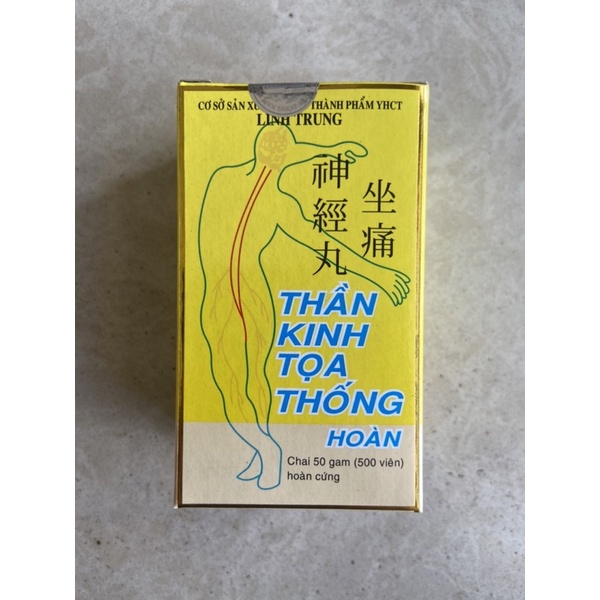 CƠ SỞ SẢN THÀNH PHẨM YHCT
LINH TRUNG
坐痛
神經丸
THẦN
KINH
TỌA
THỐNG
HOÀN
Chai 50 gam (500 viên)
hoàn cứng